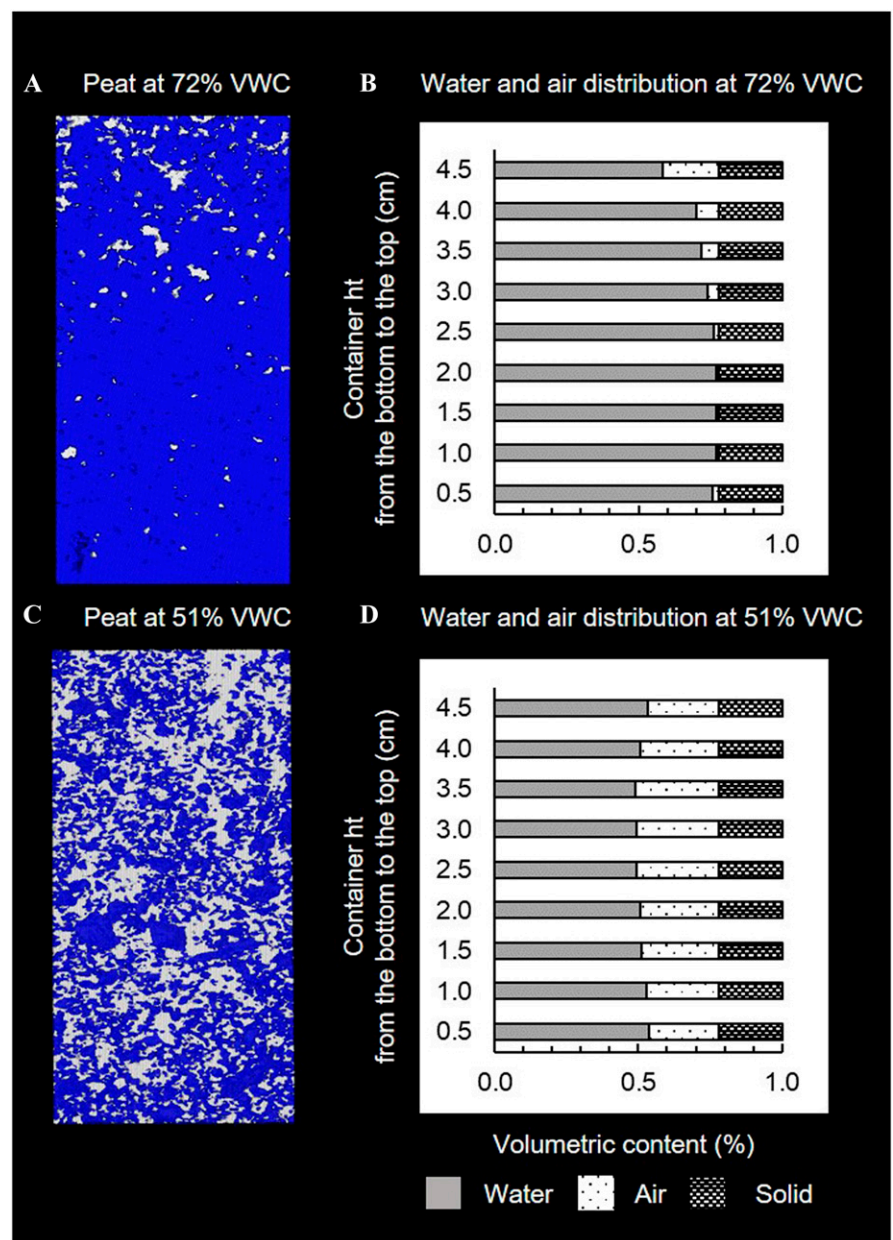 A Peat at 72% VWC
B Water and air distribution at 72% VWC
Container ht
from the bottom to the top (cm)
4.5
4.0
3.5
3.0
2.5
2.0
1.5
1.0
0.5
0.0 0.5 1.0
C Peat at 51% VWC
D Water and air distribution at 51% VWC
Container ht
from the bottom to the top (cm)
4.5
4.0
3.5
3.0
2.5
2.0
1.5
1.0
0.5
0.0 0.5 1.0
Volumetric content (%)
Water Air Solid